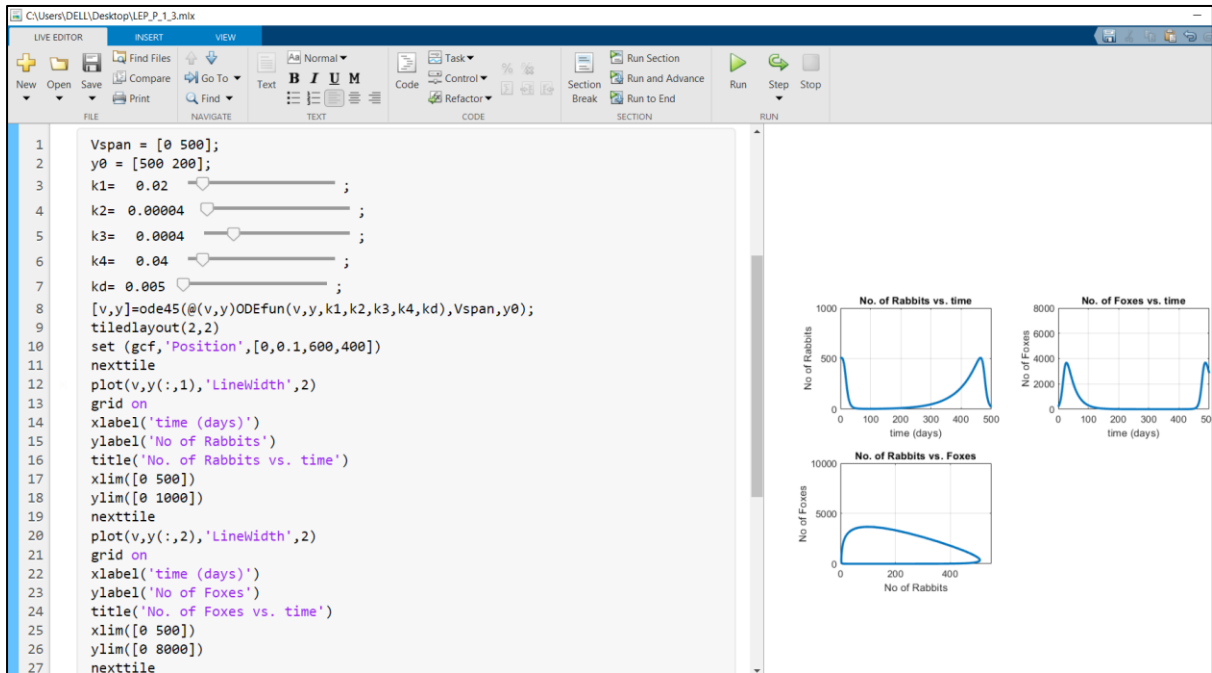 C:\Users\DELL\Desktop\LEP_P_1_3.mlx
LIVE EDITOR INSERT VIEW
New Open Save
Find Files
Compare
Print
Go To
Find
Text
Normal
B I U M
Code
Task
Control
Refactor
Section Break
Run Section
Run and Advance
Run to End
Run Step Stop
FILE NAVIGATE TEXT CODE SECTION RUN
1 Vspan = [0 500];
2 y0 = [500 200];
3 k1= 0.02 ;
4 k2= 0.00004 ;
5 k3= 0.0004 ;
6 k4= 0.04 ;
7 kd= 0.005 ;
8 [v,y]=ode45(@(v,y)ODEfun(v,y,k1,k2,k3,k4,kd),Vspan,y0);
9 tiledlayout(2,2)
10 set (gcf,'Position',[0,0.1,600,400])
11 nexttile
12 plot(v,y(:,1),'LineWidth',2)
13 grid on
14 xlabel('time (days)')
15 ylabel('No of Rabbits')
16 title('No. of Rabbits vs. time')
17 xlim([0 500])
18 ylim([0 1000])
19 nexttile
20 plot(v,y(:,2),'LineWidth',2)
21 grid on
22 xlabel('time (days)')
23 ylabel('No of Foxes')
24 title('No. of Foxes vs. time')
25 xlim([0 500])
26 ylim([0 8000])
27 nexttile
No. of Rabbits vs. time
1000
500
0
No of Rabbits
0 100 200 300 400 500
time (days)
No. of Foxes vs. time
8000
6000
4000
2000
0
No of Foxes
0 100 200 300 400 50
time (days)
No. of Rabbits vs. Foxes
10000
5000
0
No of Foxes
0 200 400
No of Rabbits